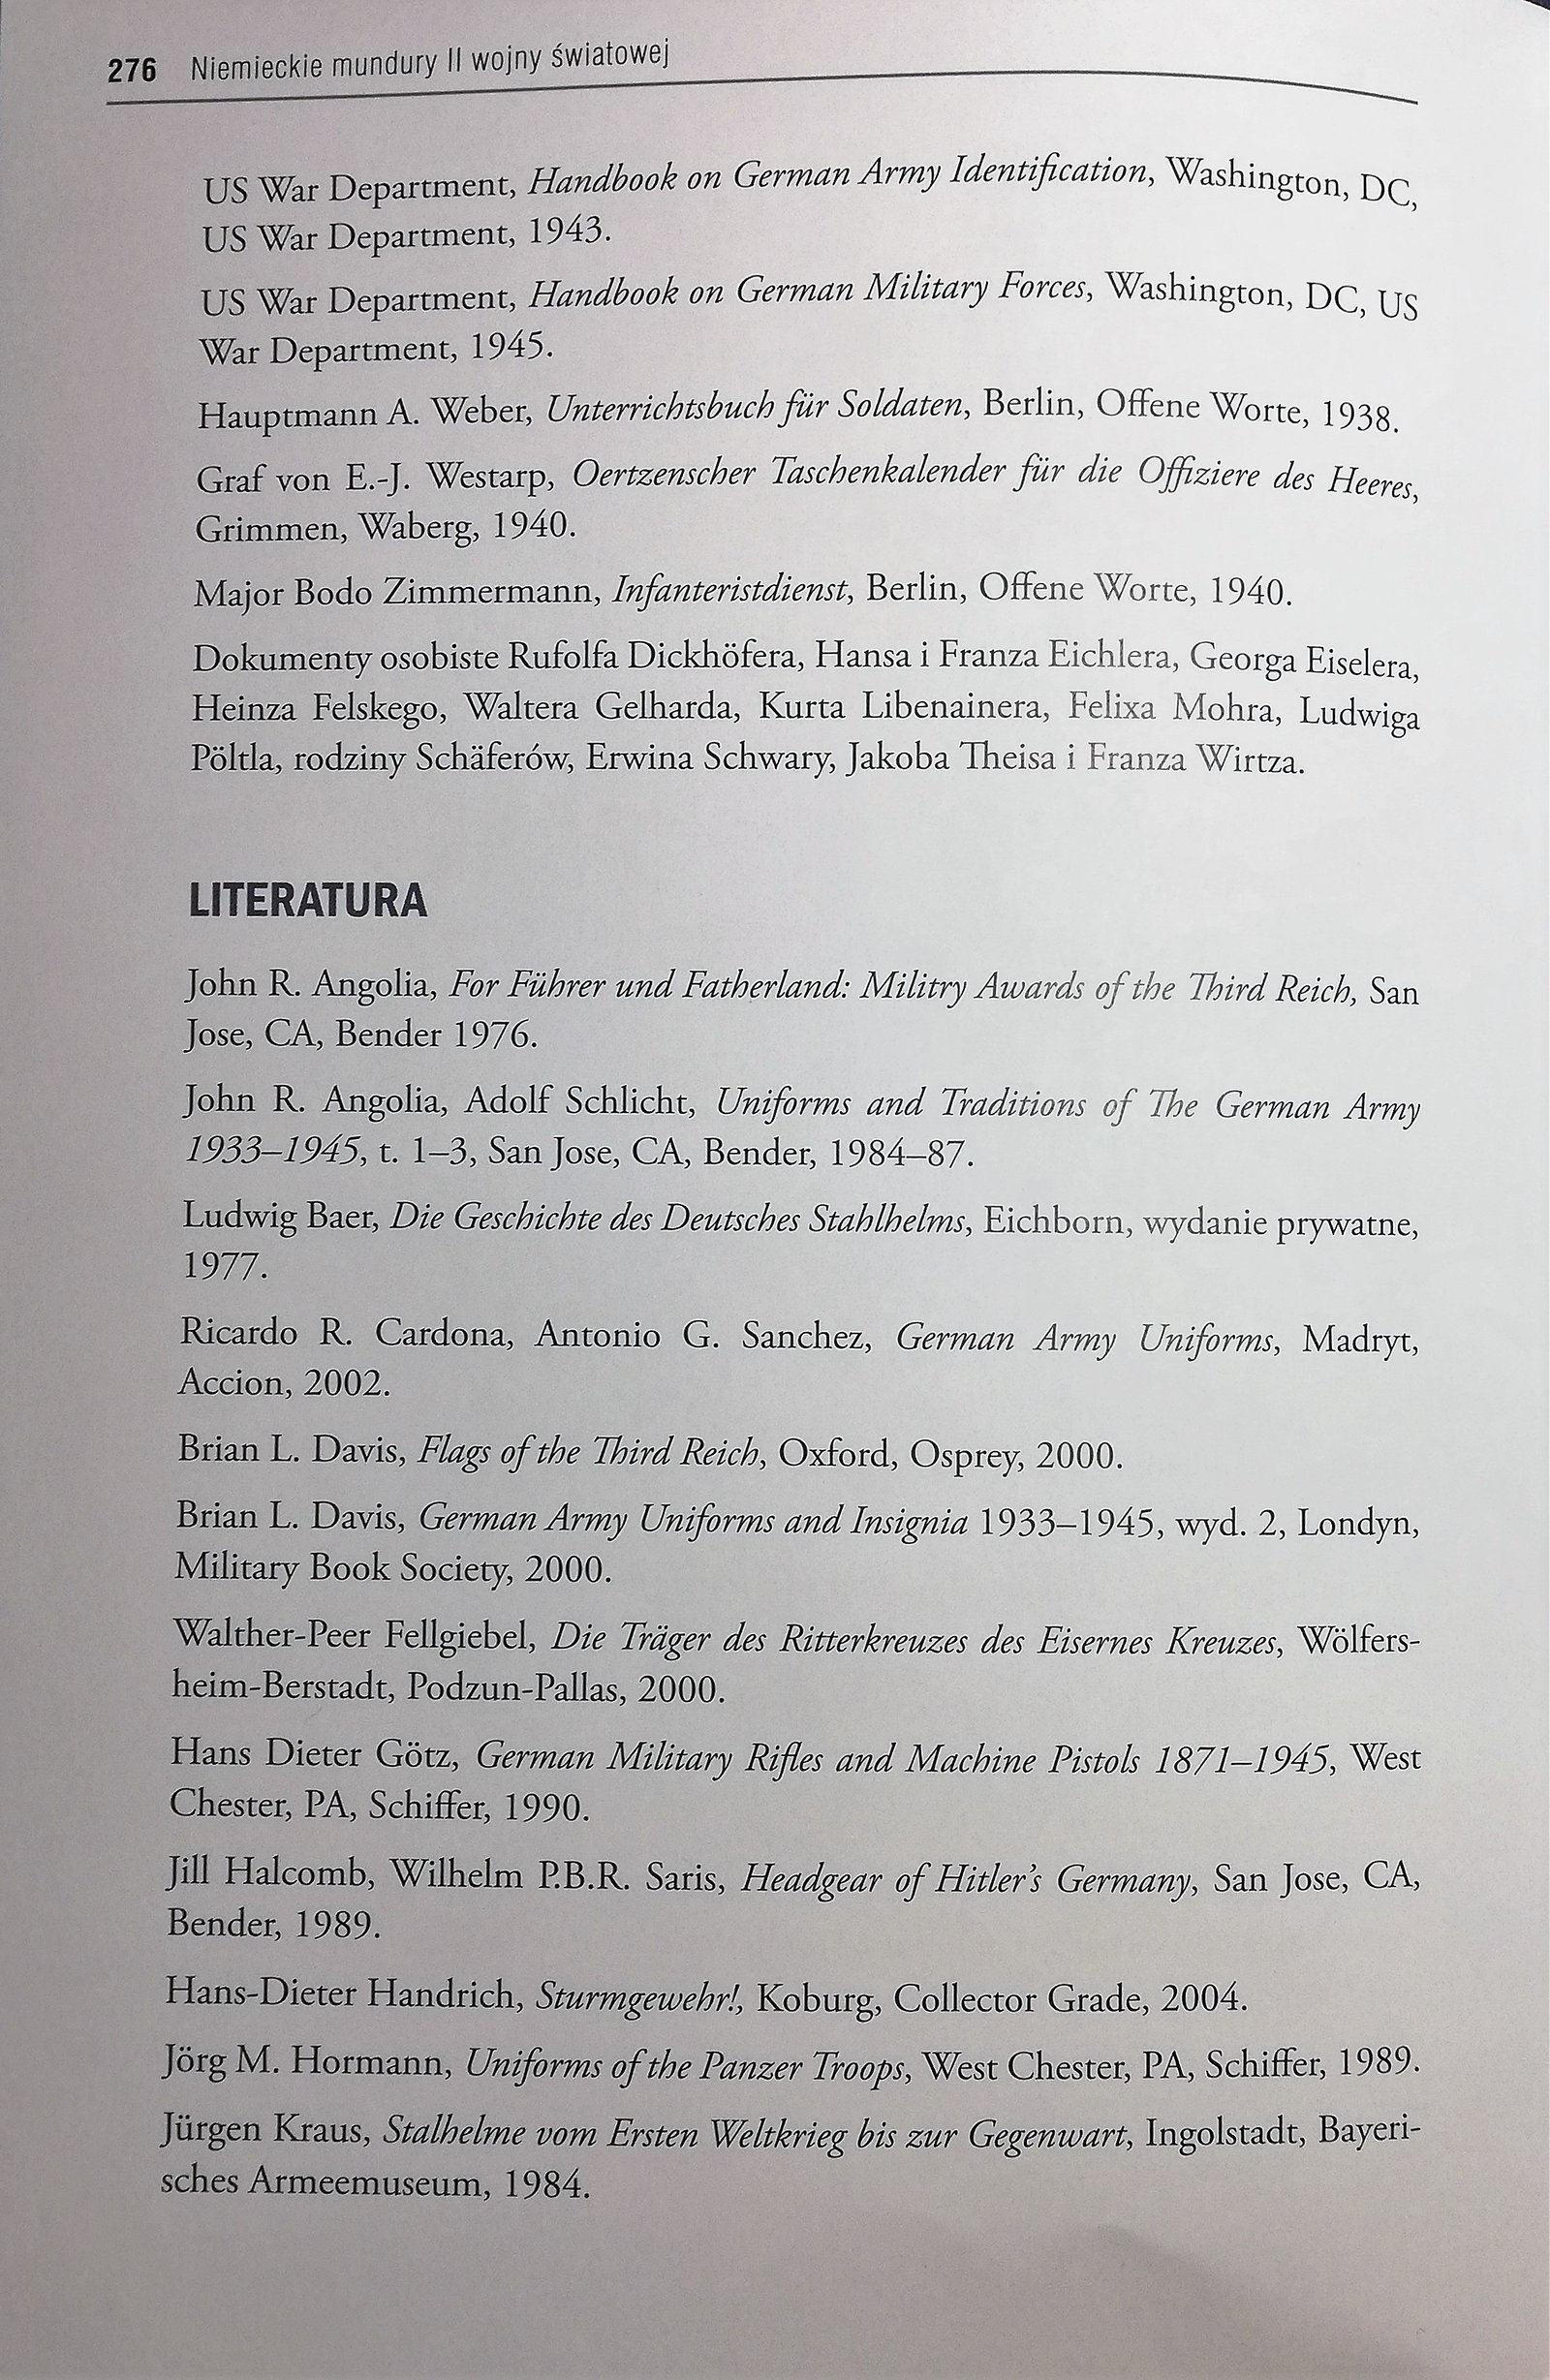 276 Niemieckie mundury II wojny światowej
US War Department, Handbook on German Army Identification, Washington, DC,
US War Department, 1943.
US War Department, Handbook on German Military Forces, Washington, DC, US
War Department, 1945.
Hauptmann A. Weber, Unterrichtsbuch für Soldaten, Berlin, Offene Worte, 1938.
Graf von E.-J. Westarp, Oertzenscher Taschenkalender für die Offiziere des Heeres,
Grimmen, Waberg, 1940.
Major Bodo Zimmermann, Infanteristdienst, Berlin, Offene Worte, 1940.
Dokumenty osobiste Rufolfa Dickhöfera, Hansa i Franza Eichlera, Georga Eiselera,
Heinza Felskego, Waltera Gelharda, Kurta Libenainera, Felixa Mohra, Ludwiga
Pöltla, rodziny Schäferów, Erwina Schwary, Jakoba Theisa i Franza Wirtza.
LITERATURA
John R. Angolia, For Führer und Fatherland: Militry Awards of the Third Reich, San
Jose, CA, Bender 1976.
John R. Angolia, Adolf Schlicht, Uniforms and Traditions of The German Army
1933–1945, t. 1–3, San Jose, CA, Bender, 1984–87.
Ludwig Baer, Die Geschichte des Deutsches Stahlhelms, Eichborn, wydanie prywatne,
1977.
Ricardo R. Cardona, Antonio G. Sanchez, German Army Uniforms, Madryt,
Accion, 2002.
Brian L. Davis, Flags of the Third Reich, Oxford, Osprey, 2000.
Brian L. Davis, German Army Uniforms and Insignia 1933–1945, wyd. 2, Londyn,
Military Book Society, 2000.
Walther-Peer Fellgiebel, Die Träger des Ritterkreuzes des Eisernes Kreuzes, Wölfers-
heim-Berstadt, Podzun-Pallas, 2000.
Hans Dieter Götz, German Military Rifles and Machine Pistols 1871–1945, West
Chester, PA, Schiffer, 1990.
Jill Halcomb, Wilhelm P.B.R. Saris, Headgear of Hitler’s Germany, San Jose, CA,
Bender, 1989.
Hans-Dieter Handrich, Sturmgewehr!, Koburg, Collector Grade, 2004.
Jörg M. Hormann, Uniforms of the Panzer Troops, West Chester, PA, Schiffer, 1989.
Jürgen Kraus, Stalhelme vom Ersten Weltkrieg bis zur Gegenwart, Ingolstadt, Bayeri-
sches Armeemuseum, 1984.